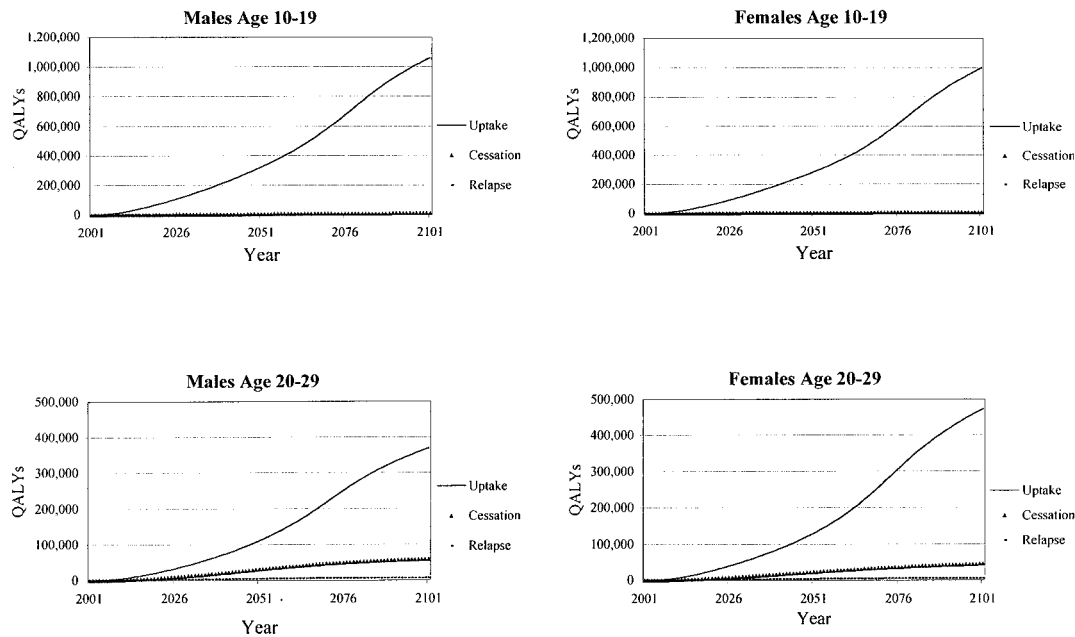 Males Age 10-19
1,200,000
1,000,000
800,000
600,000
400,000
200,000
0
QALYs
2001 2026 2051 2076 2101
Year
Uptake
Cessation
Relapse
Females Age 10-19
1,200,000
1,000,000
800,000
600,000
400,000
200,000
0
QALYs
2001 2026 2051 2076 2101
Year
Uptake
Cessation
Relapse
Males Age 20-29
500,000
400,000
300,000
200,000
100,000
0
QALYs
2001 2026 2051 2076 2101
Year
Uptake
Cessation
Relapse
Females Age 20-29
500,000
400,000
300,000
200,000
100,000
0
QALYs
2001 2026 2051 2076 2101
Year
Uptake
Cessation
Relapse